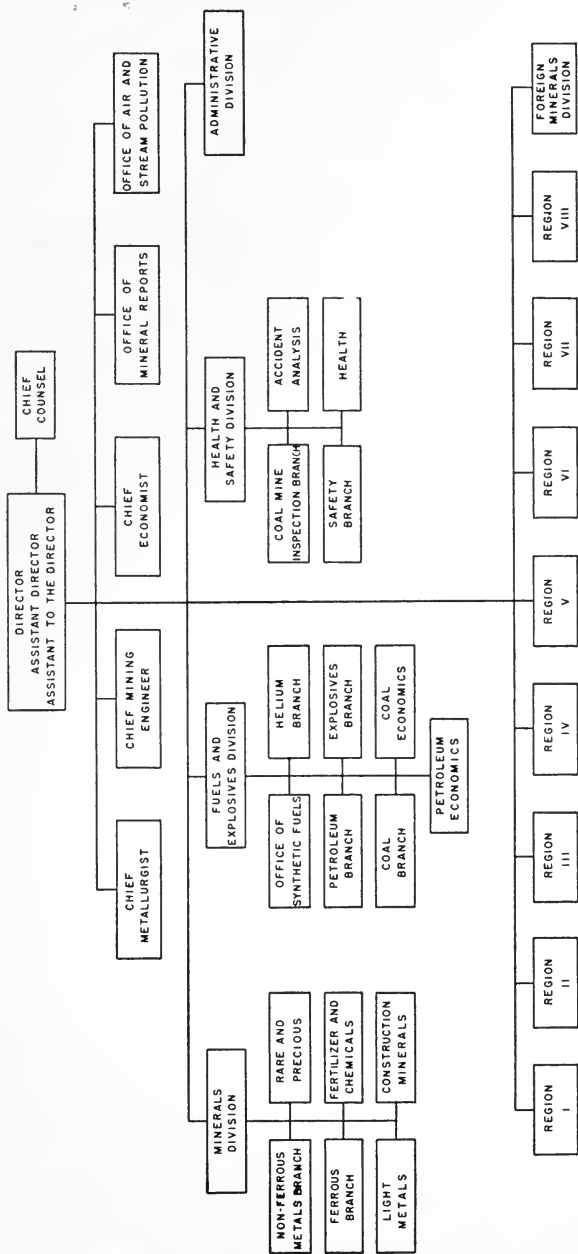 DIRECTOR
ASSISTANT DIRECTOR
ASSISTANT TO THE DIRECTOR
CHIEF
COUNSEL
CHIEF
METALLURGIST
CHIEF MINING
ENGINEER
CHIEF
ECONOMIST
OFFICE OF
MINERAL REPORTS
OFFICE OF AIR AND
STREAM POLLUTION
MINERALS
DIVISION
FUELS AND
EXPLOSIVES DIVISION
HEALTH AND
SAFETY DIVISION
ADMINISTRATIVE
DIVISION
NON-FERROUS
METALS BRANCH
RARE AND
PRECIOUS
FERROUS
BRANCH
FERTILIZER AND
CHEMICALS
LIGHT
METALS
CONSTRUCTION
MINERALS
OFFICE OF
SYNTHETIC FUELS
HELIUM
BRANCH
PETROLEUM
BRANCH
EXPLOSIVES
BRANCH
COAL
BRANCH
COAL
ECONOMICS
PETROLEUM
ECONOMICS
COAL MINE
INSPECTION BRANCH
ACCIDENT
ANALYSIS
SAFETY
BRANCH
HEALTH
REGION
I
REGION
II
REGION
III
REGION
IV
REGION
V
REGION
VI
REGION
VII
REGION
VIII
FOREIGN
MINERALS
DIVISION